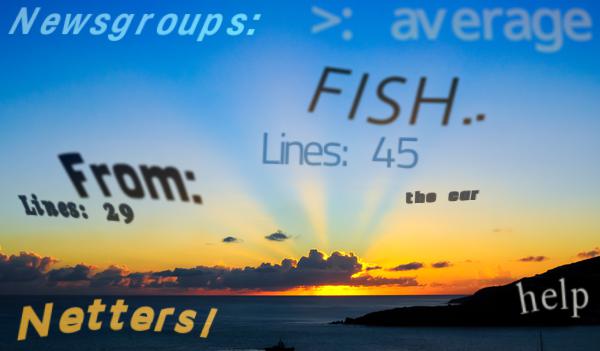 Newsgroups:
>: average
FISH..
Lines: 45
From:
the car
Lines: 29
help
Netters/